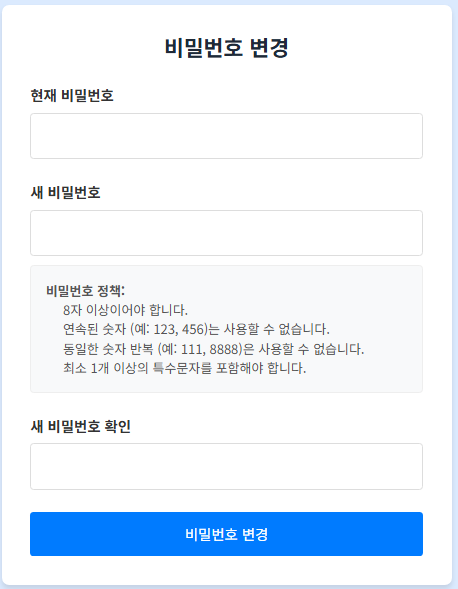 비밀번호 변경
현재 비밀번호
새 비밀번호
비밀번호 정책:
8자 이상이어야 합니다.
연속된 숫자 (예: 123, 456)는 사용할 수 없습니다.
동일한 숫자 반복 (예: 111, 8888)은 사용할 수 없습니다.
최소 1개 이상의 특수문자를 포함해야 합니다.
새 비밀번호 확인
비밀번호 변경